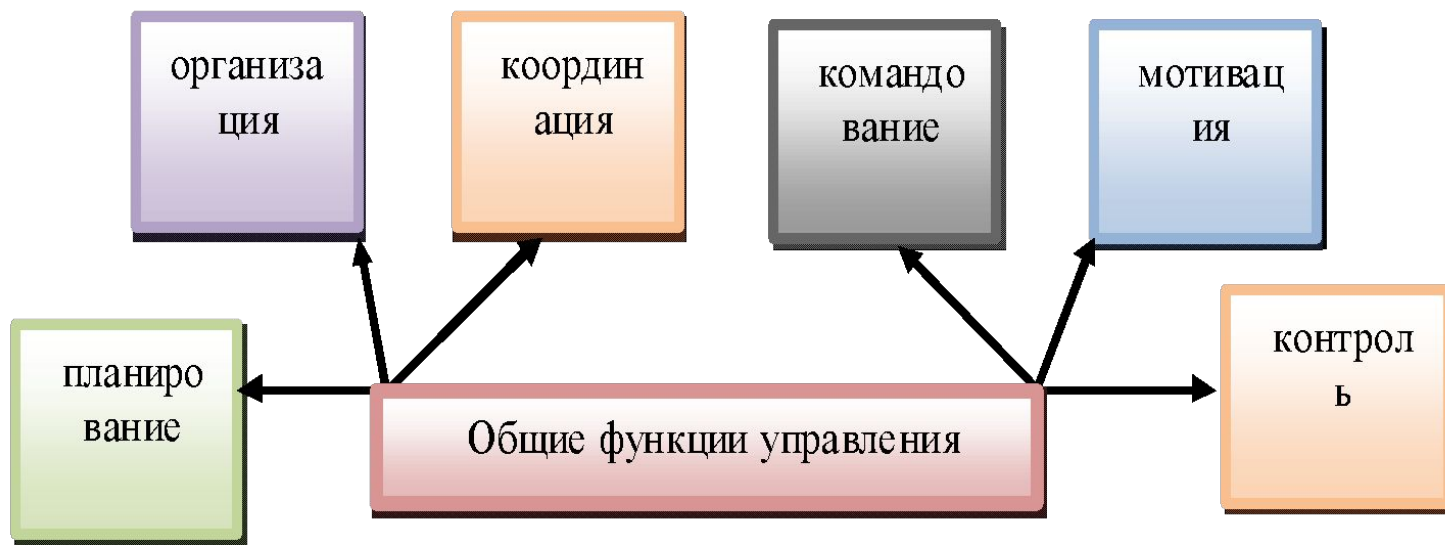 организа
ция
координ
ация
командо
вание
мотивац
ия
планиро
вание
Общие функции управления
контрол
ь